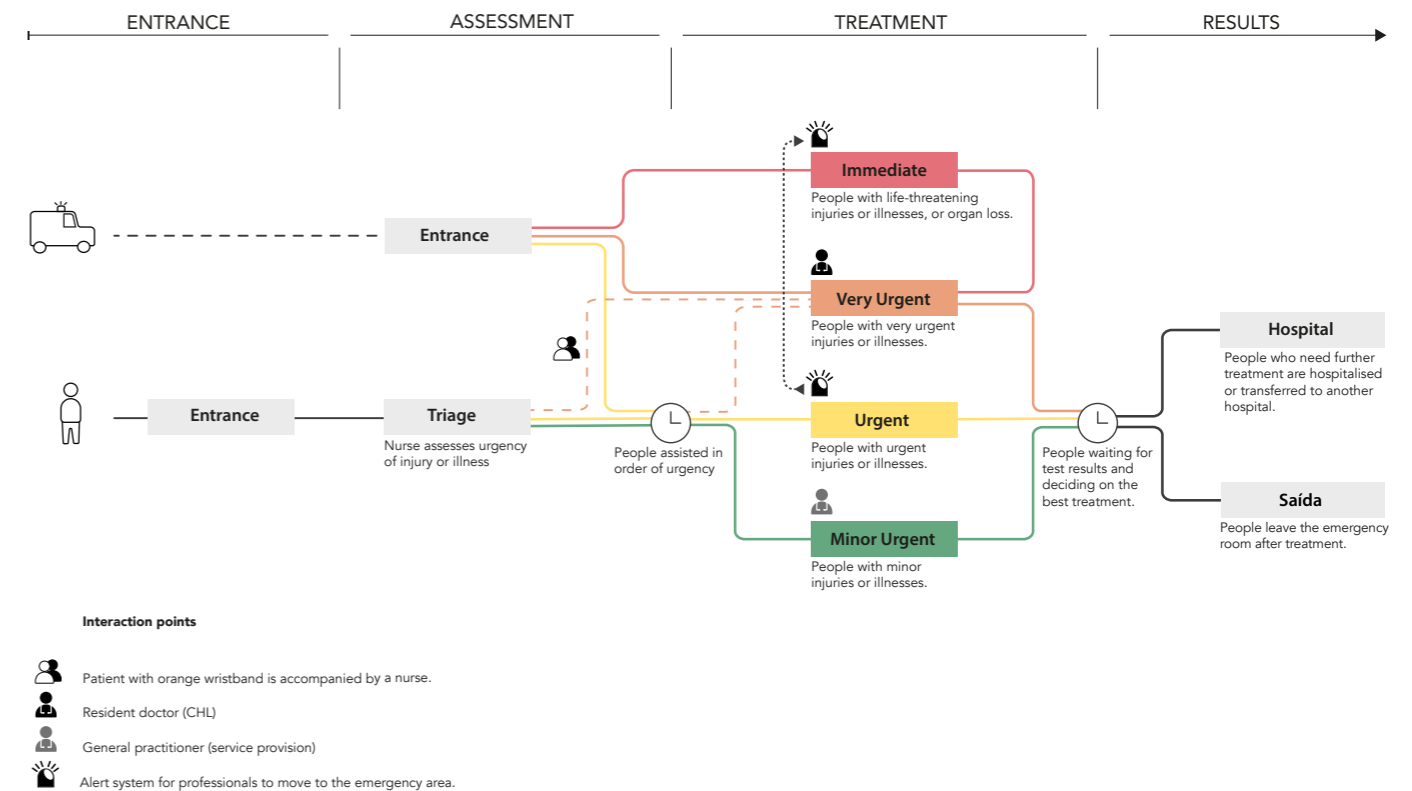 ENTRANCE
ASSESSMENT
TREATMENT
RESULTS
Immediate
People with life-threatening
injuries or illnesses, or organ loss.
Entrance
Very Urgent
People with very urgent
injuries or illnesses.
Hospital
People who need further
treatment are hospitalised
or transferred to another
hospital.
Entrance
Triage
Nurse assesses urgency
of injury or illness
People assisted in
order of urgency
Urgent
People with urgent
injuries or illnesses.
People waiting for
test results and
deciding on the
best treatment.
Saída
People leave the emergency
room after treatment.
Minor Urgent
People with minor
injuries or illnesses.
Interaction points
Patient with orange wristband is accompanied by a nurse.
Resident doctor (CHL)
General practitioner (service provision)
Alert system for professionals to move to the emergency area.